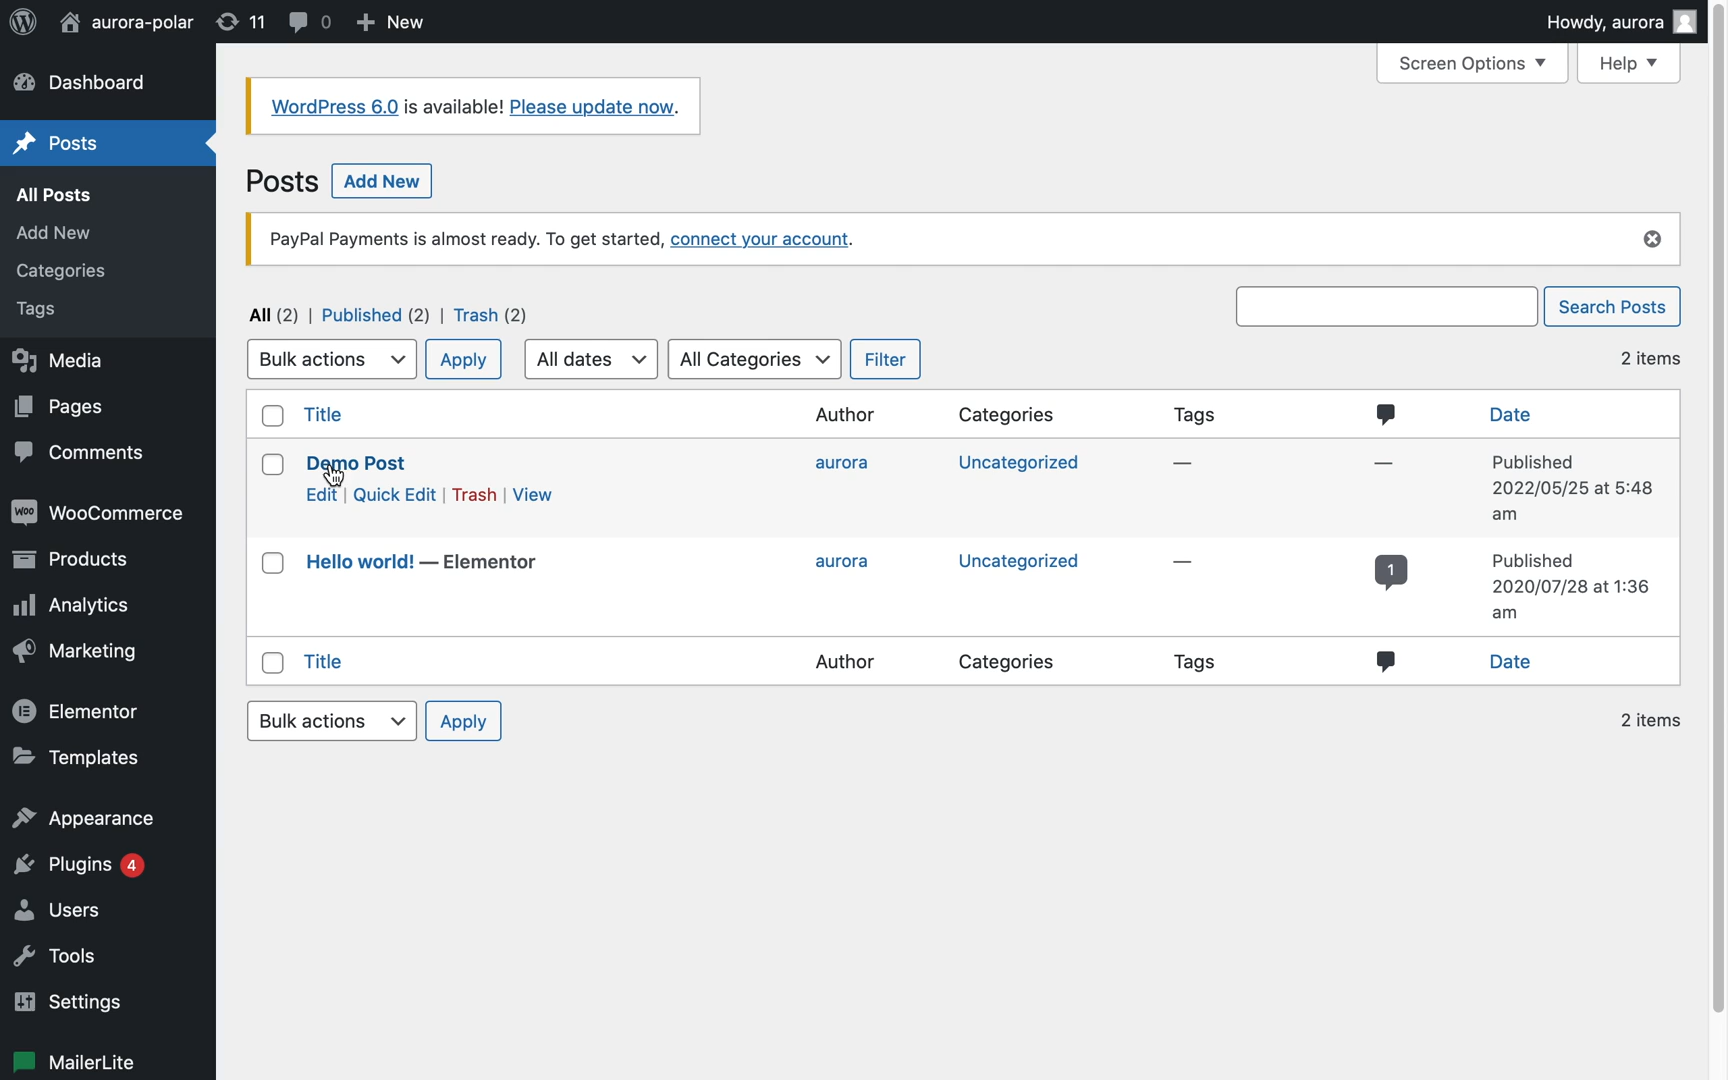 aurora-polar 11 0 New Howdy, aurora
Dashboard
Posts
All Posts
Add New
Categories
Tags
Media
Pages
Comments
WOO WooCommerce
Products
Analytics
Marketing
Elementor
Templates
Appearance
Plugins 4
Users
Tools
Settings
MailerLite
Screen Options Help
WordPress 6.0 is available! Please update now.
Posts Add New
PayPal Payments is almost ready. To get started, connect your account.
All (2) | Published (2) | Trash (2) Search Posts
Bulk actions Apply All dates All Categories Filter 2 items
Title Author Categories Tags Date
Demo Post aurora Uncategorized — — Published
2022/05/25 at 5:48
am
Edit | Quick Edit | Trash | View
Hello world! — Elementor aurora Uncategorized — 1 Published
2020/07/28 at 1:36
am
Title Author Categories Tags Date
Bulk actions Apply 2 items